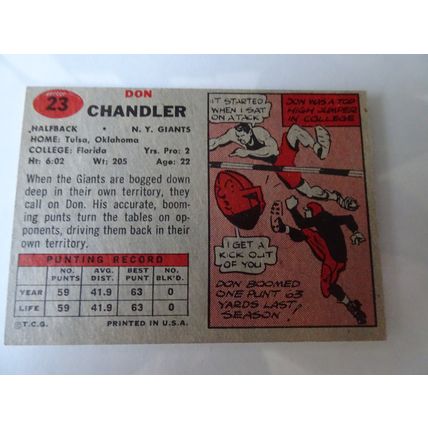 23
DON
CHANDLER
HALFBACK • N. Y. GIANTS
HOME: Tulsa, Oklahoma
COLLEGE: Florida Yrs. Pro: 2
Ht: 6:02 Wt: 205 Age: 22
When the Giants are bogged down
deep in their own territory, they
call on Don. His accurate, boom-
ing punts turn the tables on op-
ponents, driving them back in their
own territory.
PUNTING RECORD
NO. PUNTS AVG. DIST. BEST PUNT NO. BLK'D.
YEAR 59 41.9 63 0
LIFE 59 41.9 63 0
©T.C.G. PRINTED IN U.S.A.
IT STARTED
WHEN I SAT
ON A TACK
DON WAS A TOP
HIGH JUMPER
IN COLLEGE
I GET A
KICK OUT
OF YOU
DON BOOMED
ONE PUNT 63
YARDS LAST
SEASON